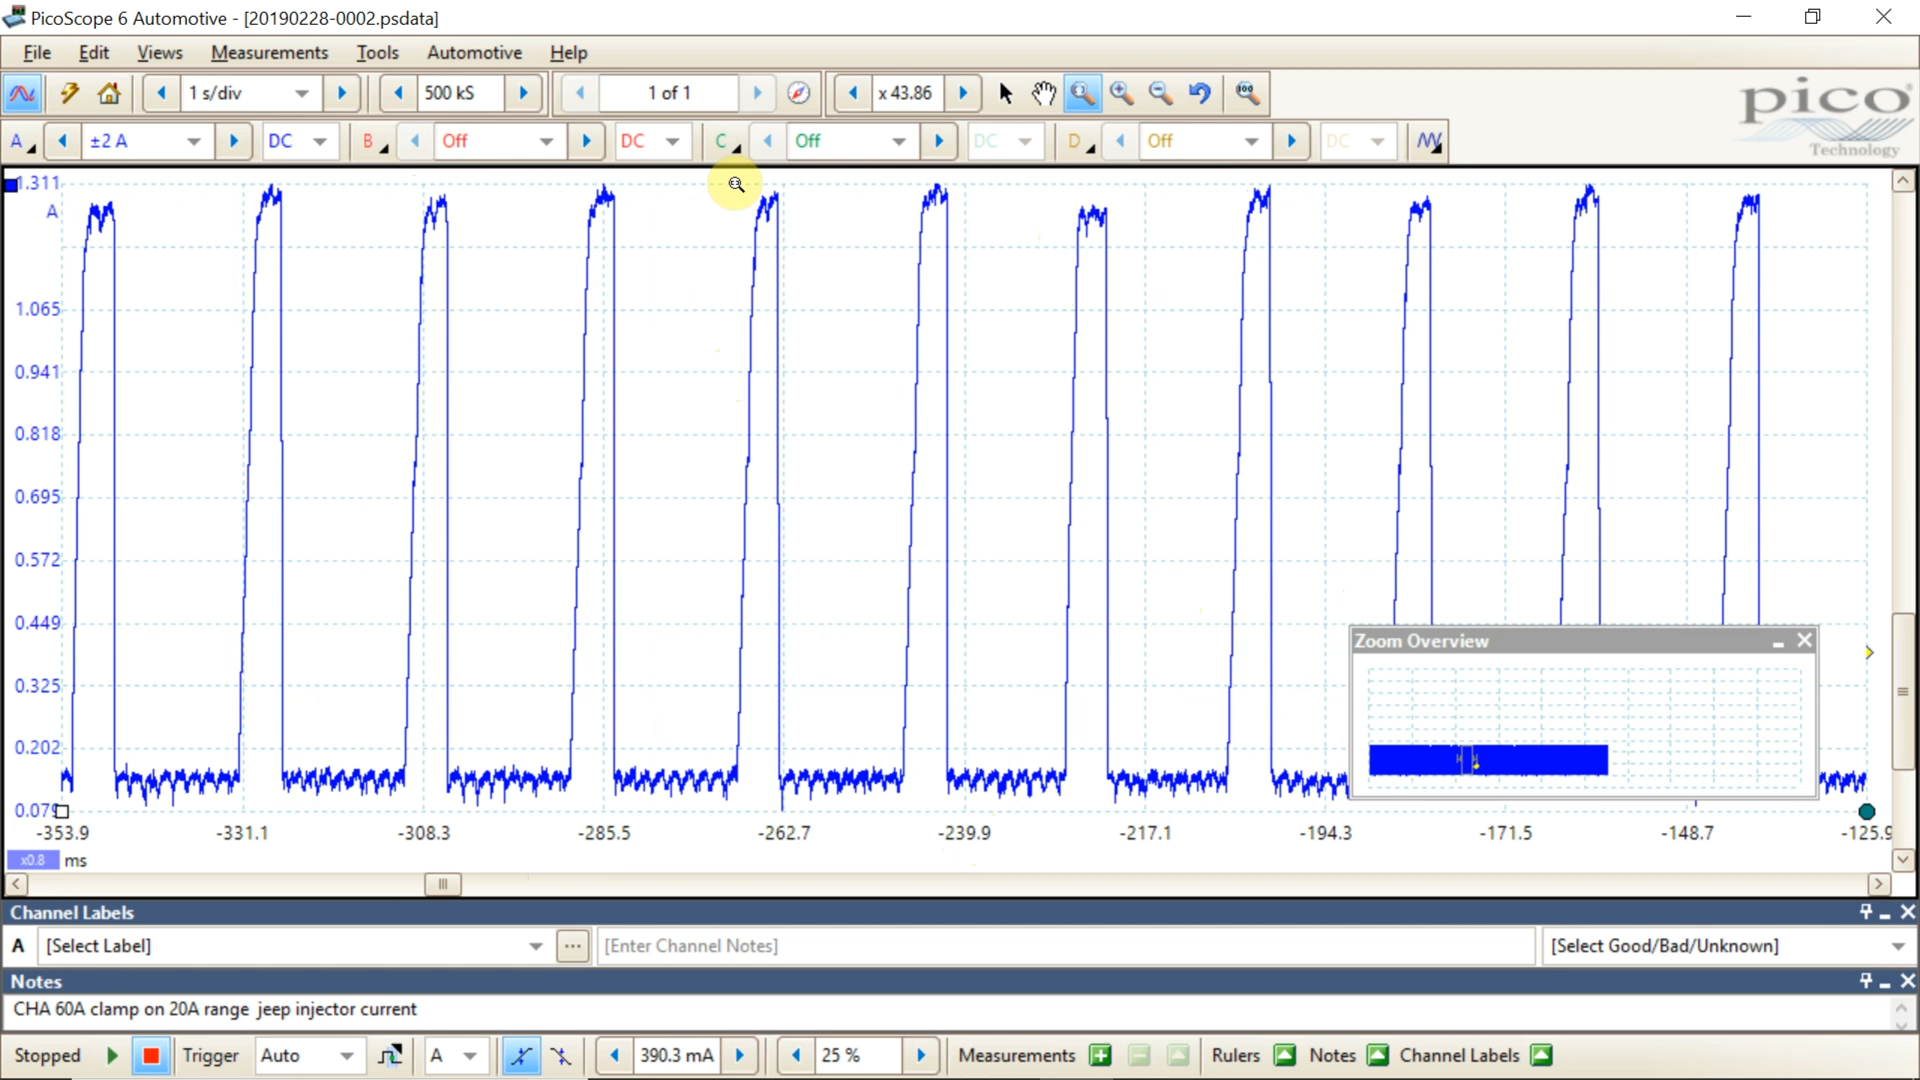 PicoScope 6 Automotive - [20190228-0002.psdata]
File Edit Views Measurements Tools Automotive Help
1 s/div 500 kS 1 of 1 x 43.86
pico
Technology
A ±2 A DC B Off DC C Off DC D Off DC
1.311
A
1.065
0.941
0.818
0.695
0.572
0.449
0.325
0.202
0.079
-353.9 -331.1 -308.3 -285.5 -262.7 -239.9 -217.1 -194.3 -171.5 -148.7 -125.9
x0.8 ms
Zoom Overview
Channel Labels
A [Select Label] ... [Enter Channel Notes] [Select Good/Bad/Unknown]
Notes
CHA 60A clamp on 20A range jeep injector current
Stopped Trigger Auto A 390.3 mA 25 % Measurements Rulers Notes Channel Labels